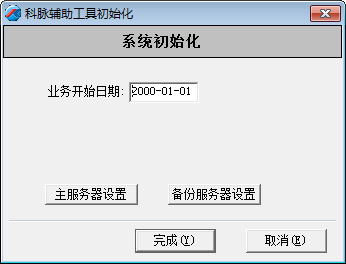 科脉辅助工具初始化
系统初始化
业务开始日期: 2000-01-01
主服务器设置 备份服务器设置
完成(Y) 取消(E)